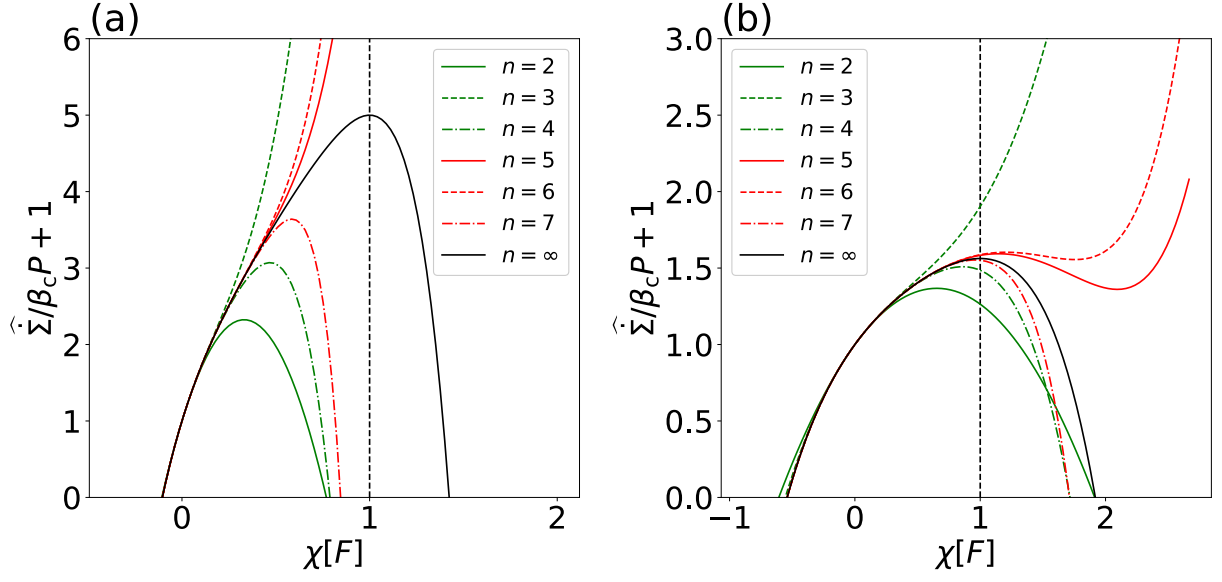 (a)
6
5
4
3
2
1
0
0
1
2
χ[F]
Σ̂̇/β_cP + 1
n = 2
n = 3
n = 4
n = 5
n = 6
n = 7
n = ∞
(b)
3.0
2.5
2.0
1.5
1.0
0.5
0.0
−1
0
1
2
χ[F]
Σ̂̇/β_cP + 1
n = 2
n = 3
n = 4
n = 5
n = 6
n = 7
n = ∞